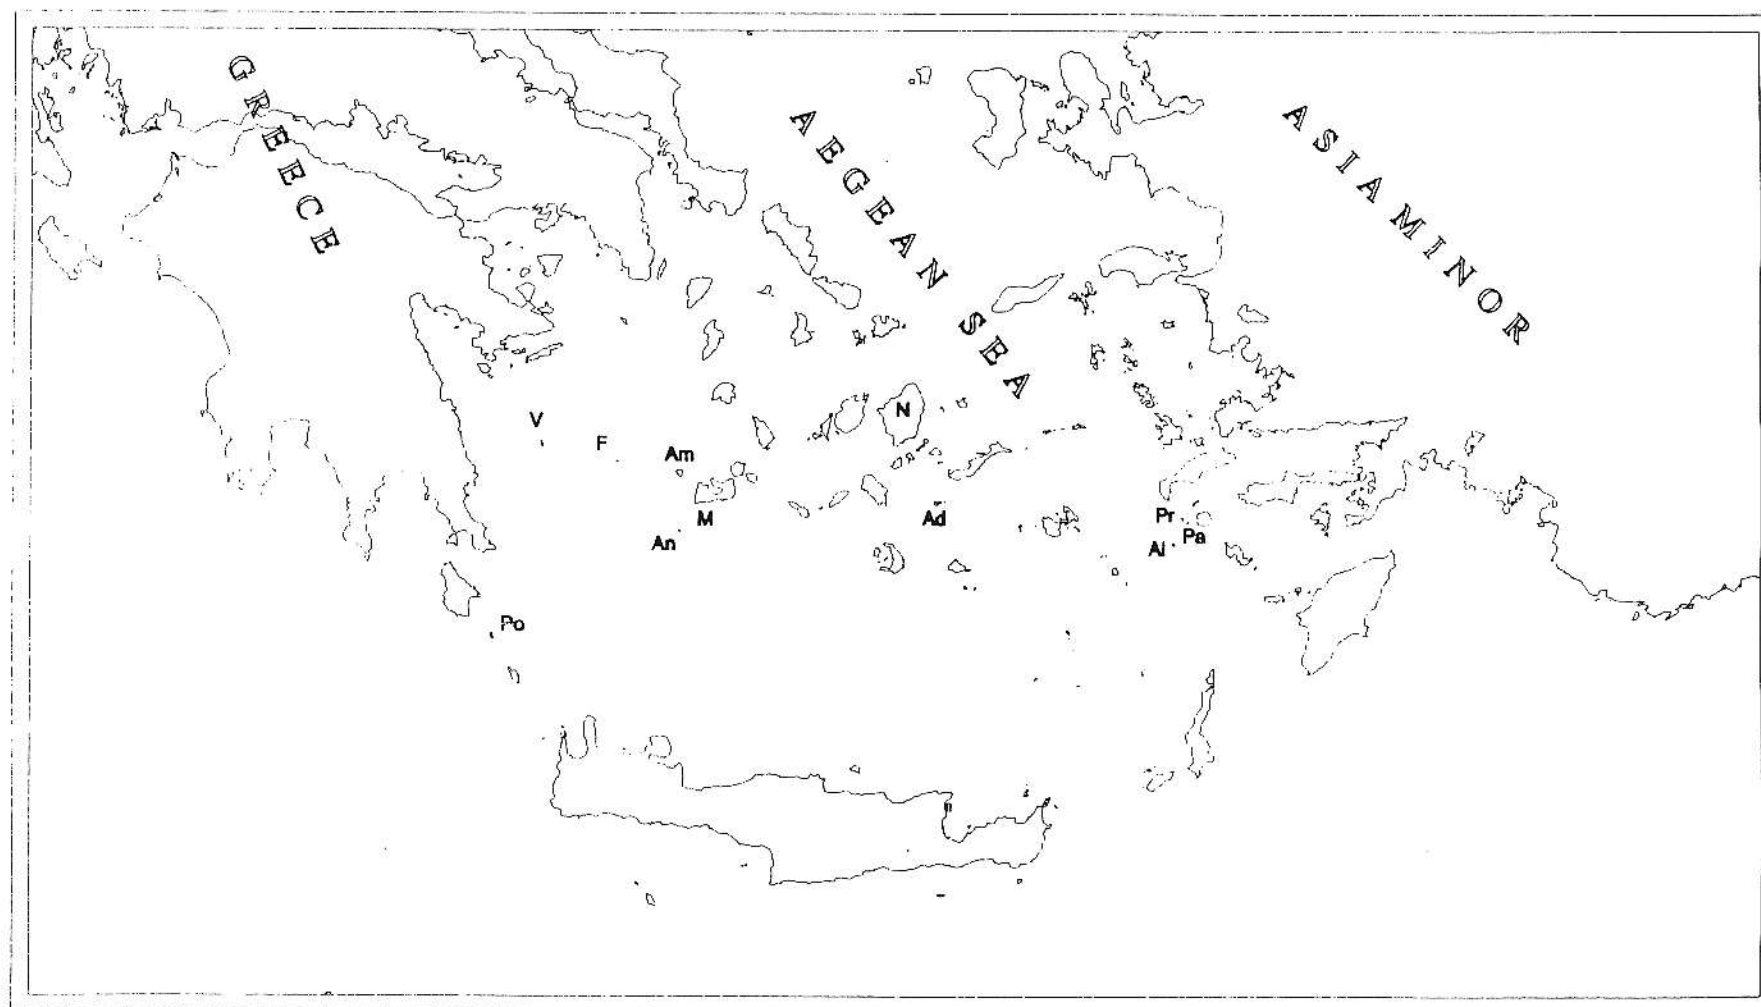 GREECE
AEGEAN SEA
ASIA MINOR
V
F
Am
N
M
An
Ad
Pr
Pa
Al
Po